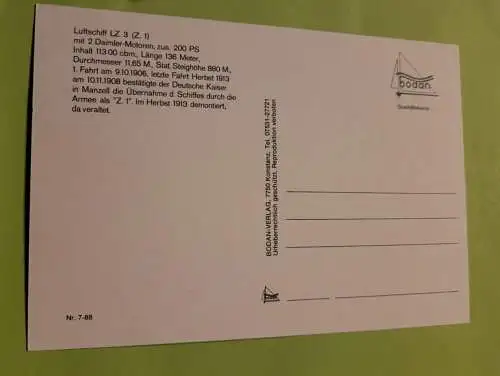 Luftschiff LZ 3 (Z. 1)
mit 2 Daimler-Motoren, zus. 200 PS
Inhalt 113.00 cbm, Länge 136 Meter,
Durchmesser 11,65 M., Stat. Steighöhe 860 M.,
1. Fahrt am 9.10.1906, letzte Fahrt Herbst 1913
am 10.11.1908 bestätigte der Deutsche Kaiser
in Manzell die Übernahme d. Schiffes durch die
Armee als "Z. 1". Im Herbst 1913 demontiert,
da veraltet.
Nr. 7-88
BODAN-VERLAG, 7750 Konstanz, Tel. 07531-27721
Urheberrechtlich geschützt. Reproduktion verboten
bodan